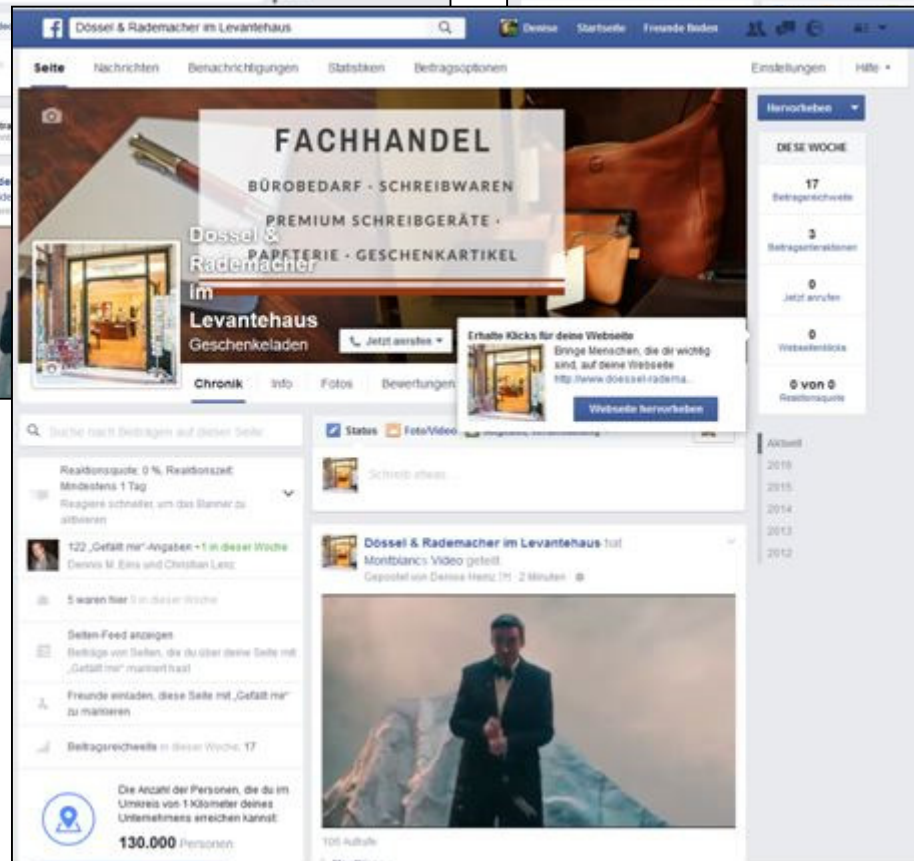 Dössel & Rademacher im Levantehaus
Denise Startseite Freunde finden
Seite Nachrichten Benachrichtigungen Statistiken Beitragsoptionen Einstellungen Hilfe
FACHHANDEL
BÜROBEDARF · SCHREIBWAREN
PREMIUM SCHREIBGERÄTE ·
PAPETERIE · GESCHENKARTIKEL
Dössel &
Rademacher
im
Levantehaus
Geschenkeladen
Jetzt anrufen
Erhalte Klicks für deine Webseite
Bringe Menschen, die dir wichtig
sind, auf deine Webseite
http://www.doessel-radema...
Webseite hervorheben
Chronik Info Fotos Bewertungen
Hervorheben
DIESE WOCHE
17
Beitragsreichweite
3
Beitragsinteraktionen
0
Jetzt anrufen
0
Webseitenklicks
0 von 0
Reaktionsquote
Aktuell
2016
2015
2014
2013
2012
Suche nach Beiträgen auf dieser Seite
Reaktionsquote: 0 %, Reaktionszeit:
Mindestens 1 Tag
Reagiere schneller, um das Banner zu
aktivieren
122 „Gefällt mir“-Angaben +1 in dieser Woche
Dennis M. Eins und Christian Lenz
5 waren hier 0 in dieser Woche
Seiten-Feed anzeigen
Beiträge von Seiten, die du über deine Seite mit
„Gefällt mir“ markiert hast
Freunde einladen, diese Seite mit „Gefällt mir“
zu markieren
Beitragsreichweite in dieser Woche: 17
Die Anzahl der Personen, die du im
Umkreis von 1 Kilometer deines
Unternehmens erreichen kannst:
130.000 Personen
Status Foto/Video
Schreib etwas...
Dössel & Rademacher im Levantehaus hat
Montblancs Video geteilt.
Gepostet von Denise Heinz [?] · 2 Minuten ·